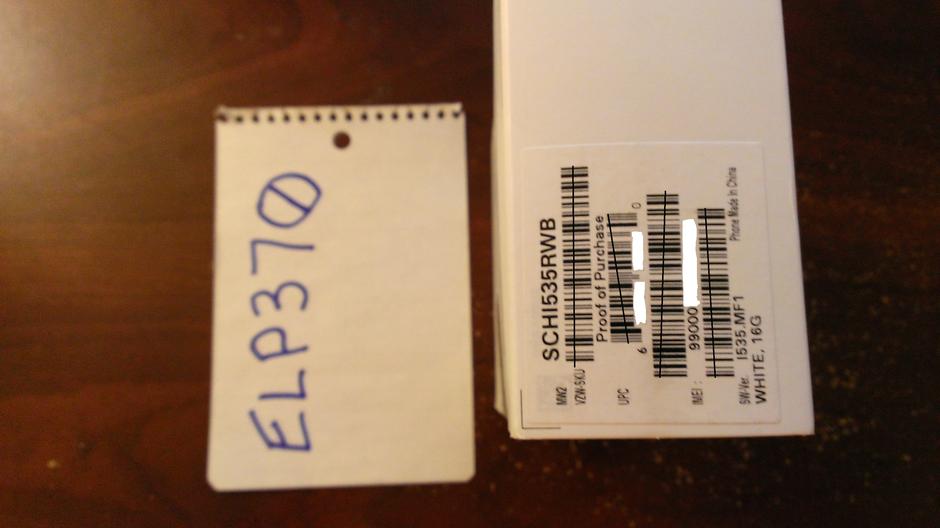 ELP370
MW2
SCHI535RWB
VZW-SKU
Proof of Purchase
UPC
6
0
IMEI :
99000
SW-Ver. I535.MF1
Phone Made in China
WHITE, 16G